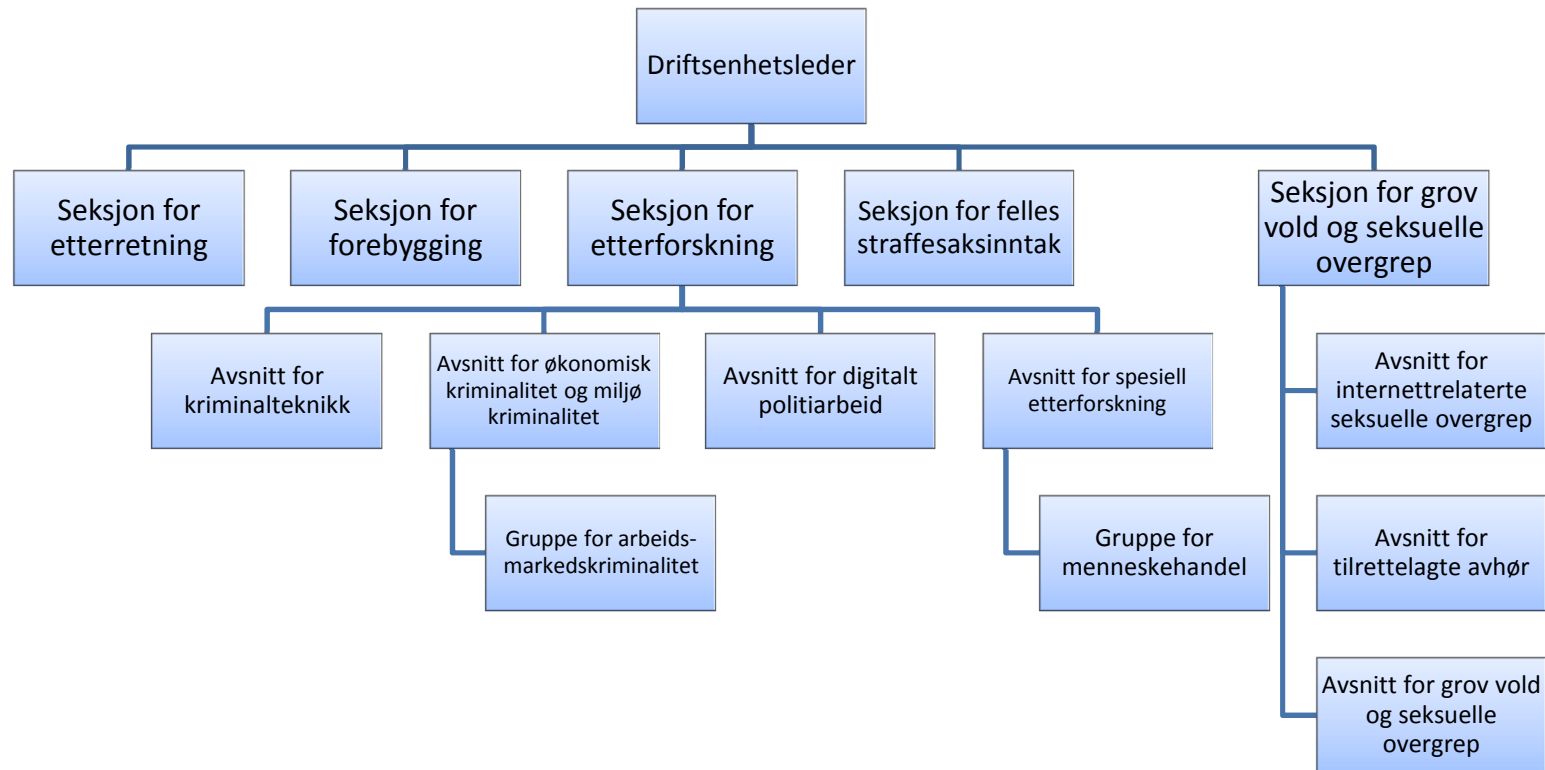 Driftsenhetsleder
Seksjon for
etterretning
Seksjon for
forebygging
Seksjon for
etterforskning
Seksjon for felles
straffesaksinntak
Seksjon for grov
vold og seksuelle
overgrep
Avsnitt for
kriminalteknikk
Avsnitt for økonomisk
kriminalitet og miljø
kriminalitet
Avsnitt for digitalt
politiarbeid
Avsnitt for spesiell
etterforskning
Avsnitt for
internettrelaterte
seksuelle overgrep
Gruppe for arbeids-
markedskriminalitet
Gruppe for
menneskehandel
Avsnitt for
tilrettelagte avhør
Avsnitt for grov vold
og seksuelle
overgrep